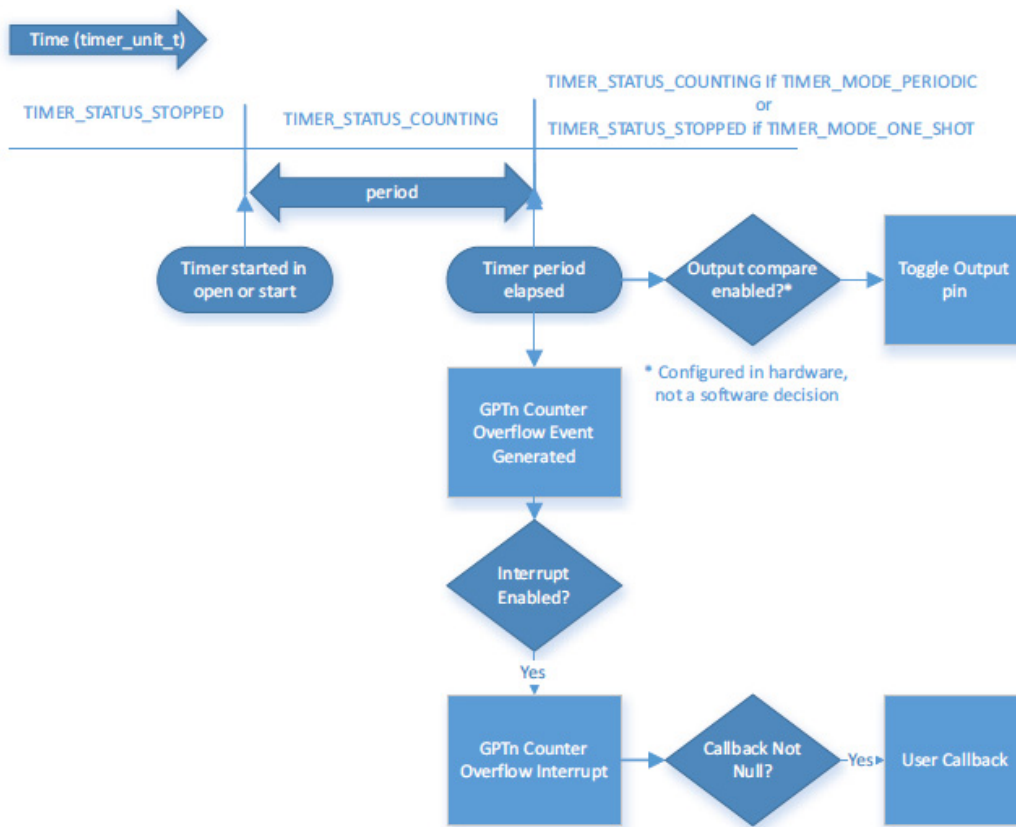 Time (timer_unit_t)
TIMER_STATUS_STOPPED
TIMER_STATUS_COUNTING
TIMER_STATUS_COUNTING If TIMER_MODE_PERIODIC
or
TIMER_STATUS_STOPPED if TIMER_MODE_ONE_SHOT
period
Timer started in
open or start
Timer period
elapsed
Output compare
enabled?*
Toggle Output
pin
* Configured in hardware,
not a software decision
GPTn Counter
Overflow Event
Generated
Interrupt
Enabled?
Yes
GPTn Counter
Overflow Interrupt
Callback Not
Null?
Yes
User Callback